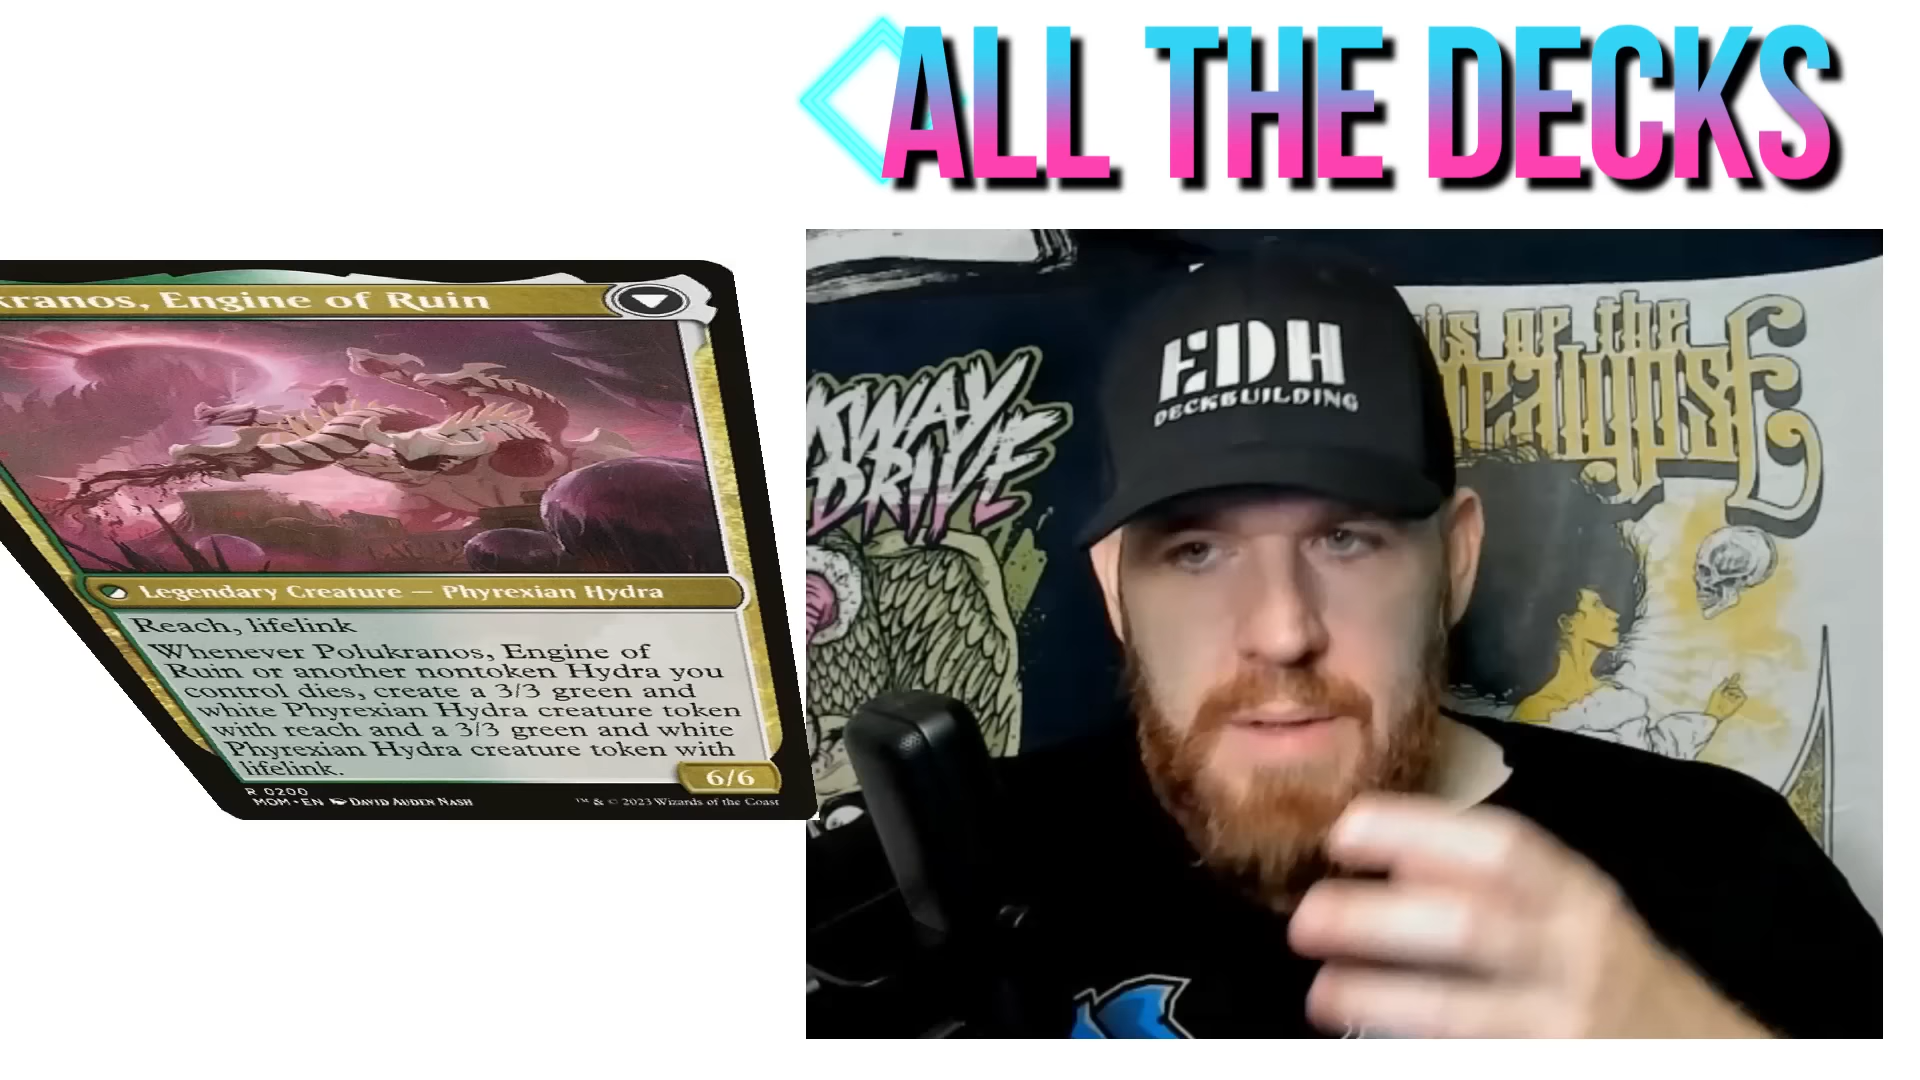 ALL THE DECKS
kranos, Engine of Ruin
Legendary Creature — Phyrexian Hydra
Reach, lifelink
Whenever Polukranos, Engine of
Ruin or another nontoken Hydra you
control dies, create a 3/3 green and
white Phyrexian Hydra creature token
with reach and a 3/3 green and white
Phyrexian Hydra creature token with
lifelink.
6/6
R 0200
MOM • EN DAVID AUDEN NASH
™ & © 2023 Wizards of the Coast
EDH
DECKBUILDING
DRIVE
of the